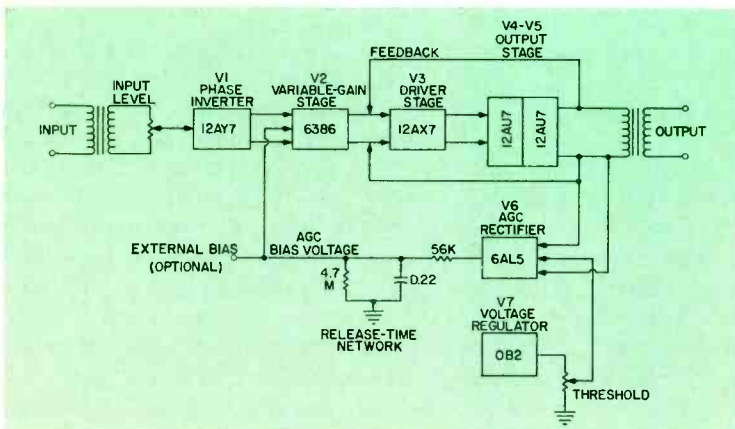 V4-V5
OUTPUT
STAGE
FEEDBACK
V1
PHASE
INVERTER
V2
VARIABLE-GAIN
STAGE
V3
DRIVER
STAGE
INPUT
LEVEL
INPUT
12AY7
6386
12AX7
12AU7
12AU7
OUTPUT
V6
AGC
RECTIFIER
EXTERNAL BIAS
(OPTIONAL)
AGC
BIAS VOLTAGE
56K
6AL5
4.7
M
0.22
RELEASE-TIME
NETWORK
V7
VOLTAGE
REGULATOR
OB2
THRESHOLD